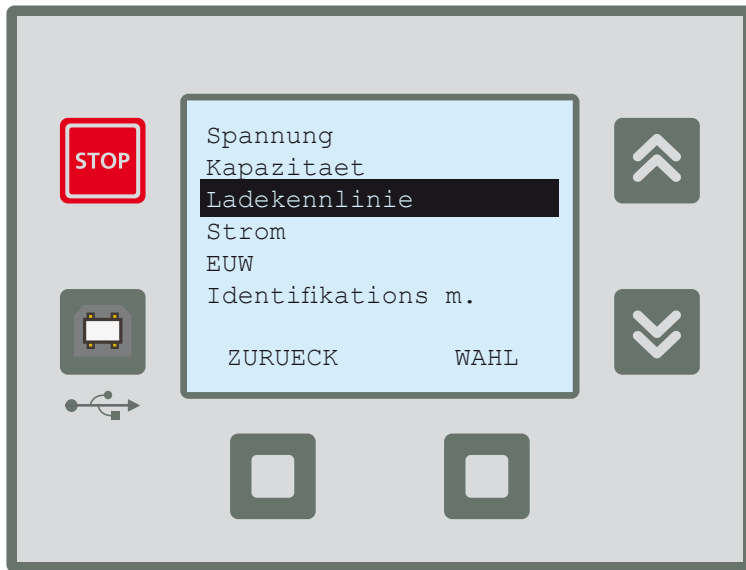 STOP
Spannung
Kapazitaet
Ladekennlinie
Strom
EUW
Identifikations m.
ZURUECK WAHL